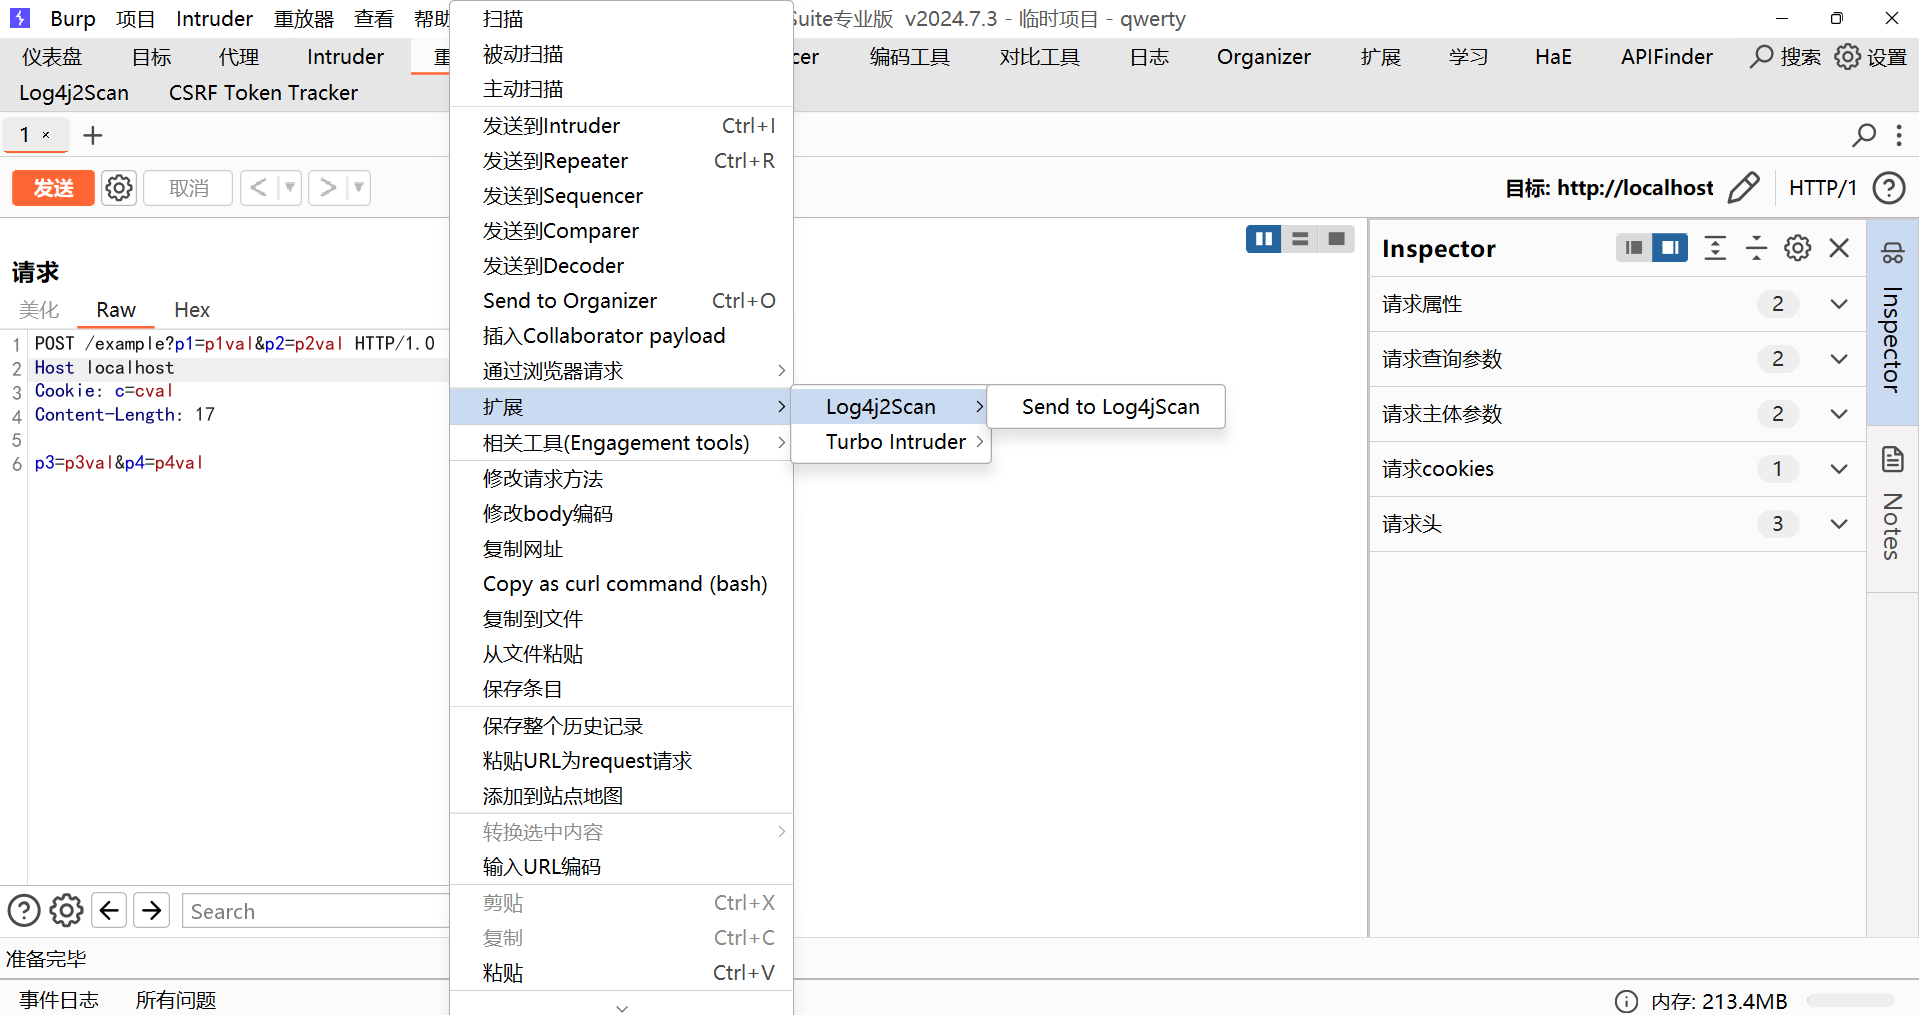 Burp 项目 Intruder 重放器 查看 帮助
Suite专业版 v2024.7.3 - 临时项目 - qwerty
仪表盘 目标 代理 Intruder 重
cer 编码工具 对比工具 日志 Organizer 扩展 学习 HaE APIFinder 搜索 设置
Log4j2Scan CSRF Token Tracker
1 ×
发送 取消
目标: http://localhost HTTP/1
请求
美化 Raw Hex
1 POST /example?p1=p1val&p2=p2val HTTP/1.0
2 Host localhost
3 Cookie: c=cval
4 Content-Length: 17
5
6 p3=p3val&p4=p4val
Search
准备完毕
事件日志 所有问题
扫描
被动扫描
主动扫描
发送到Intruder Ctrl+I
发送到Repeater Ctrl+R
发送到Sequencer
发送到Comparer
发送到Decoder
Send to Organizer Ctrl+O
插入Collaborator payload
通过浏览器请求
扩展
相关工具(Engagement tools)
修改请求方法
修改body编码
复制网址
Copy as curl command (bash)
复制到文件
从文件粘贴
保存条目
保存整个历史记录
粘贴URL为request请求
添加到站点地图
转换选中内容
输入URL编码
剪贴 Ctrl+X
复制 Ctrl+C
粘贴 Ctrl+V
Log4j2Scan
Turbo Intruder
Send to Log4jScan
Inspector
请求属性 2
请求查询参数 2
请求主体参数 2
请求cookies 1
请求头 3
Inspector
Notes
内存: 213.4MB